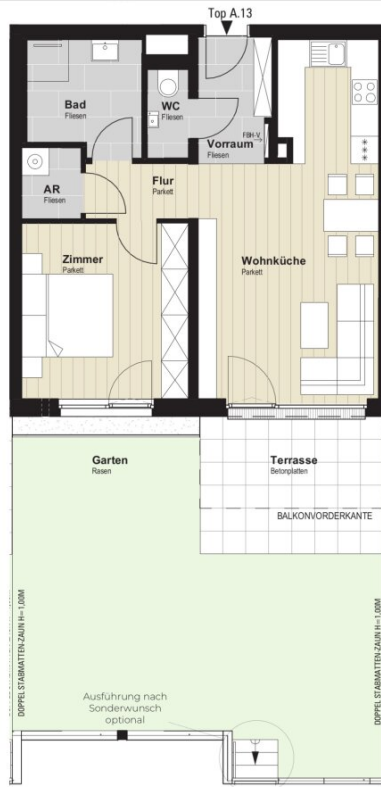 Top A.13
Bad
Fliesen
WC
Fliesen
FBH-V
Vorraum
Fliesen
AR
Fliesen
Flur
Parkett
Zimmer
Parkett
Wohnküche
Parkett
Garten
Rasen
Terrasse
Betonplatten
BALKONVORDERKANTE
DOPPEL STABMATTEN-ZAUN H=1,00M
DOPPEL STABMATTEN-ZAUN H=1,00M
Ausführung nach
Sonderwunsch
optional